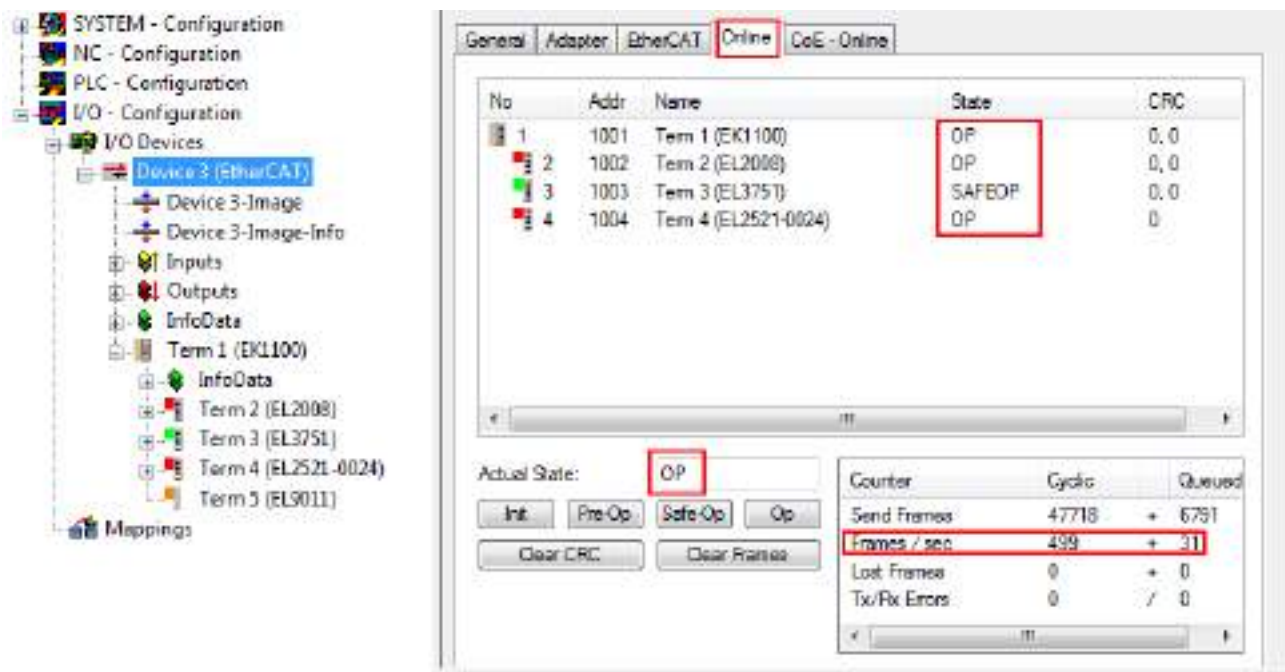 SYSTEM - Configuration
NC - Configuration
PLC - Configuration
I/O - Configuration
I/O Devices
Device 3 (EtherCAT)
Device 3-Image
Device 3-Image-Info
Inputs
Outputs
InfoData
Term 1 (EK1100)
InfoData
Term 2 (EL2008)
Term 3 (EL3751)
Term 4 (EL2521-0024)
Term 5 (EL9011)
Mappings
General Adapter EtherCAT Online CoE - Online
No Addr Name State CRC
1 1001 Term 1 (EK1100) OP 0, 0
2 1002 Term 2 (EL2008) OP 0, 0
3 1003 Term 3 (EL3751) SAFEOP 0, 0
4 1004 Term 4 (EL2521-0024) OP 0
Actual State: OP
Init Pre-Op Safe-Op Op
Clear CRC Clear Frames
Counter Cyclic Queued
Send Frames 47718 + 6791
Frames / sec 499 + 31
Lost Frames 0 + 0
Tx/Rx Errors 0 / 0